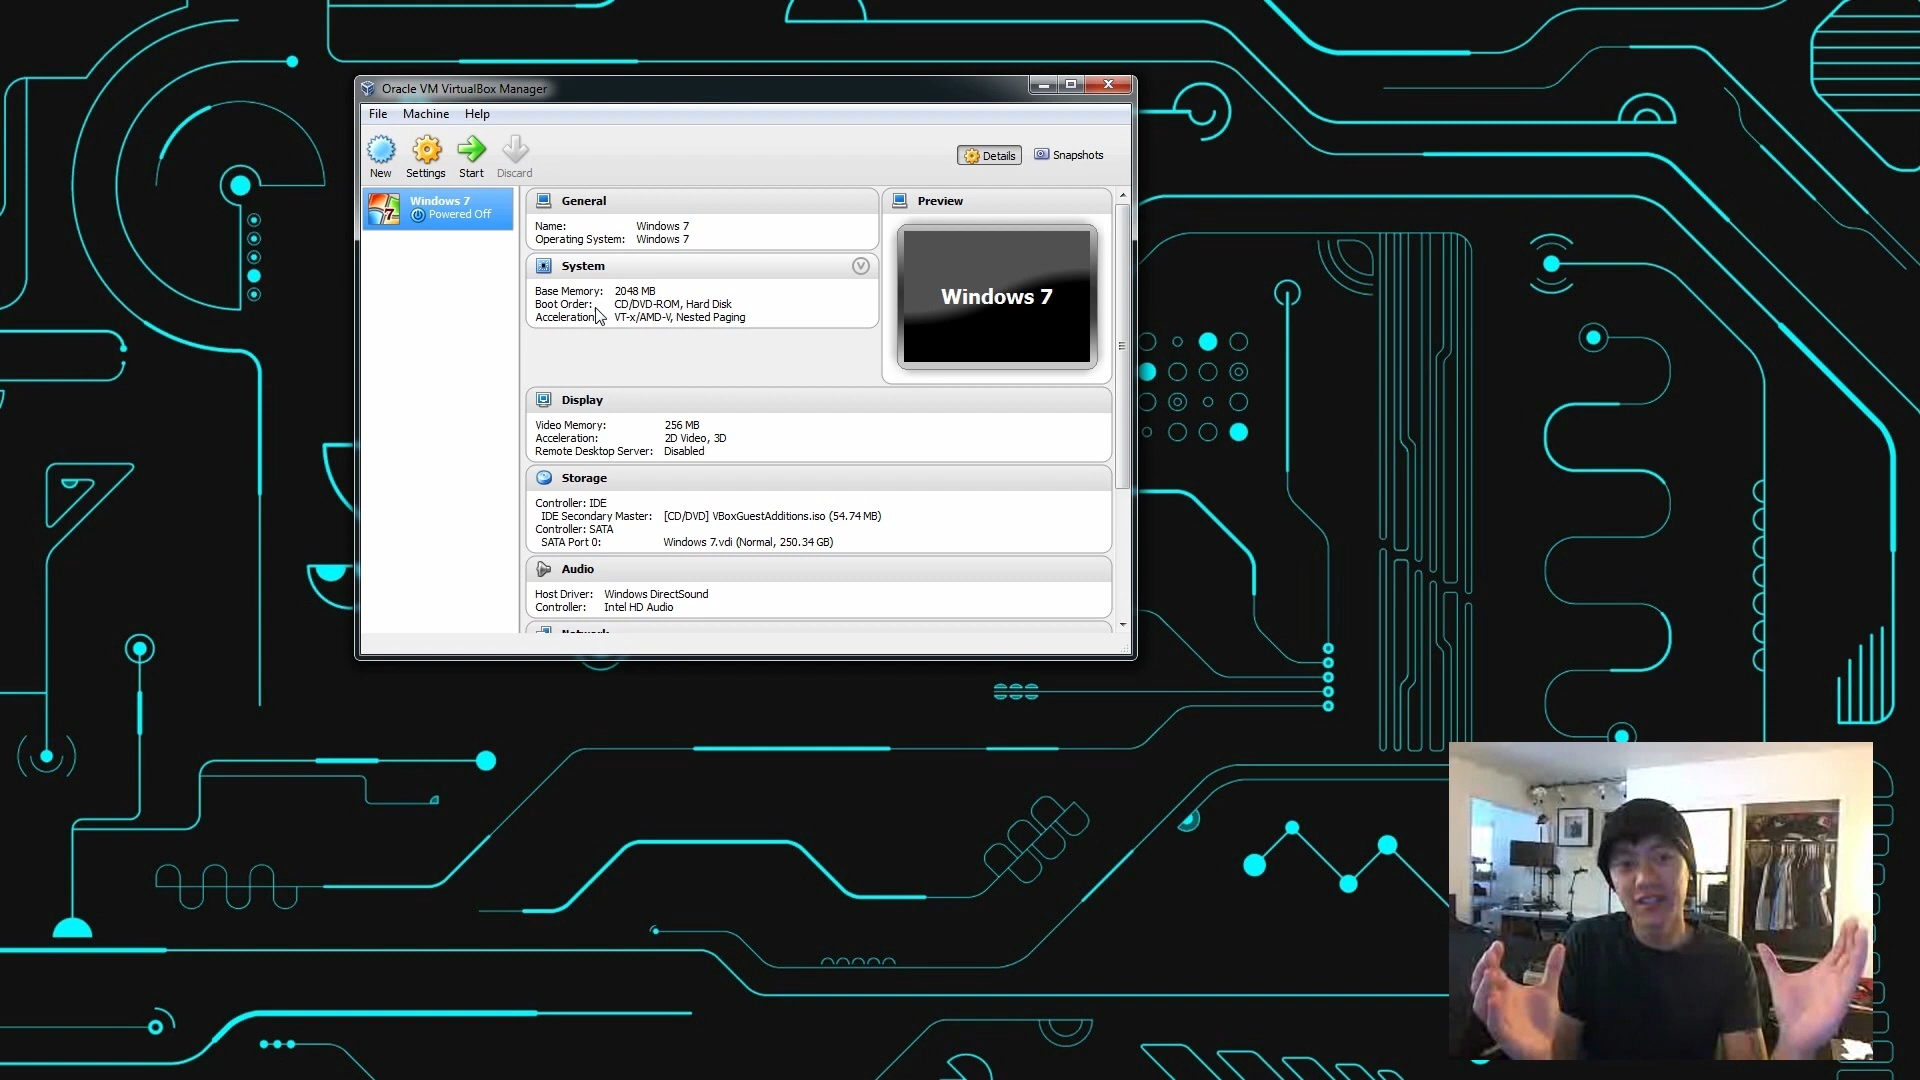 Oracle VM VirtualBox Manager
File Machine Help
New Settings Start Discard
Details Snapshots
Windows 7
Powered Off
General
Name: Windows 7
Operating System: Windows 7
System
Base Memory: 2048 MB
Boot Order: CD/DVD-ROM, Hard Disk
Acceleration VT-x/AMD-V, Nested Paging
Preview
Windows 7
Display
Video Memory: 256 MB
Acceleration: 2D Video, 3D
Remote Desktop Server: Disabled
Storage
Controller: IDE
IDE Secondary Master: [CD/DVD] VBoxGuestAdditions.iso (54.74 MB)
Controller: SATA
SATA Port 0: Windows 7.vdi (Normal, 250.34 GB)
Audio
Host Driver: Windows DirectSound
Controller: Intel HD Audio
Network